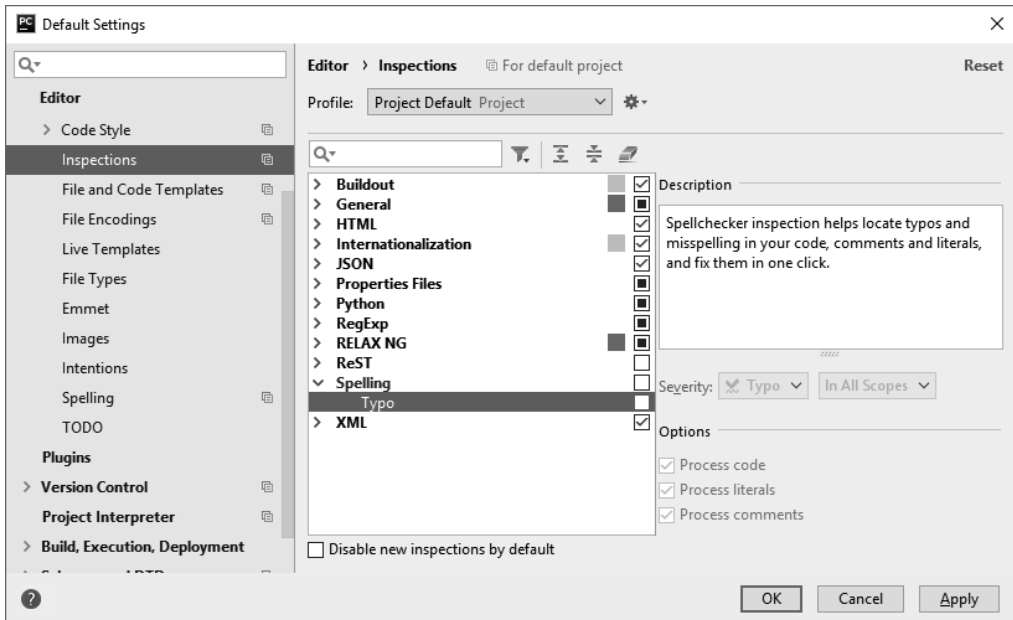 PC Default Settings
Editor
Code Style
Inspections
File and Code Templates
File Encodings
Live Templates
File Types
Emmet
Images
Intentions
Spelling
TODO
Plugins
Version Control
Project Interpreter
Build, Execution, Deployment
Editor > Inspections For default project Reset
Profile: Project Default Project
Buildout
General
HTML
Internationalization
JSON
Properties Files
Python
RegExp
RELAX NG
ReST
Spelling
Typo
XML
Disable new inspections by default
Description
Spellchecker inspection helps locate typos and
misspelling in your code, comments and literals,
and fix them in one click.
Severity: Typo In All Scopes
Options
Process code
Process literals
Process comments
? OK Cancel Apply